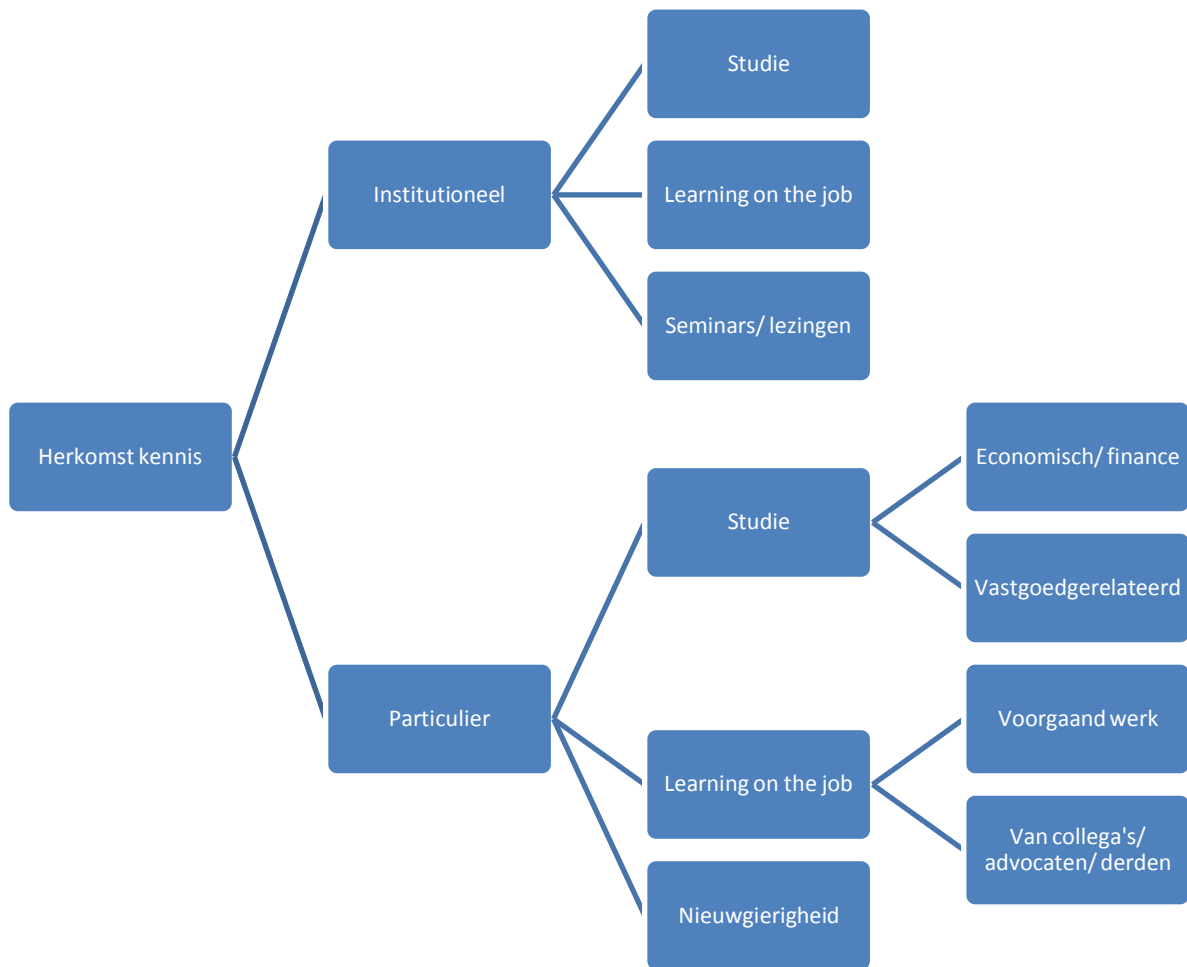 Studie
Institutioneel
Learning on the job
Seminars/ lezingen
Herkomst kennis
Economisch/ finance
Studie
Vastgoedgerelateerd
Particulier
Voorgaand werk
Learning on the job
Van collega's/
advocaten/ derden
Nieuwgierigheid